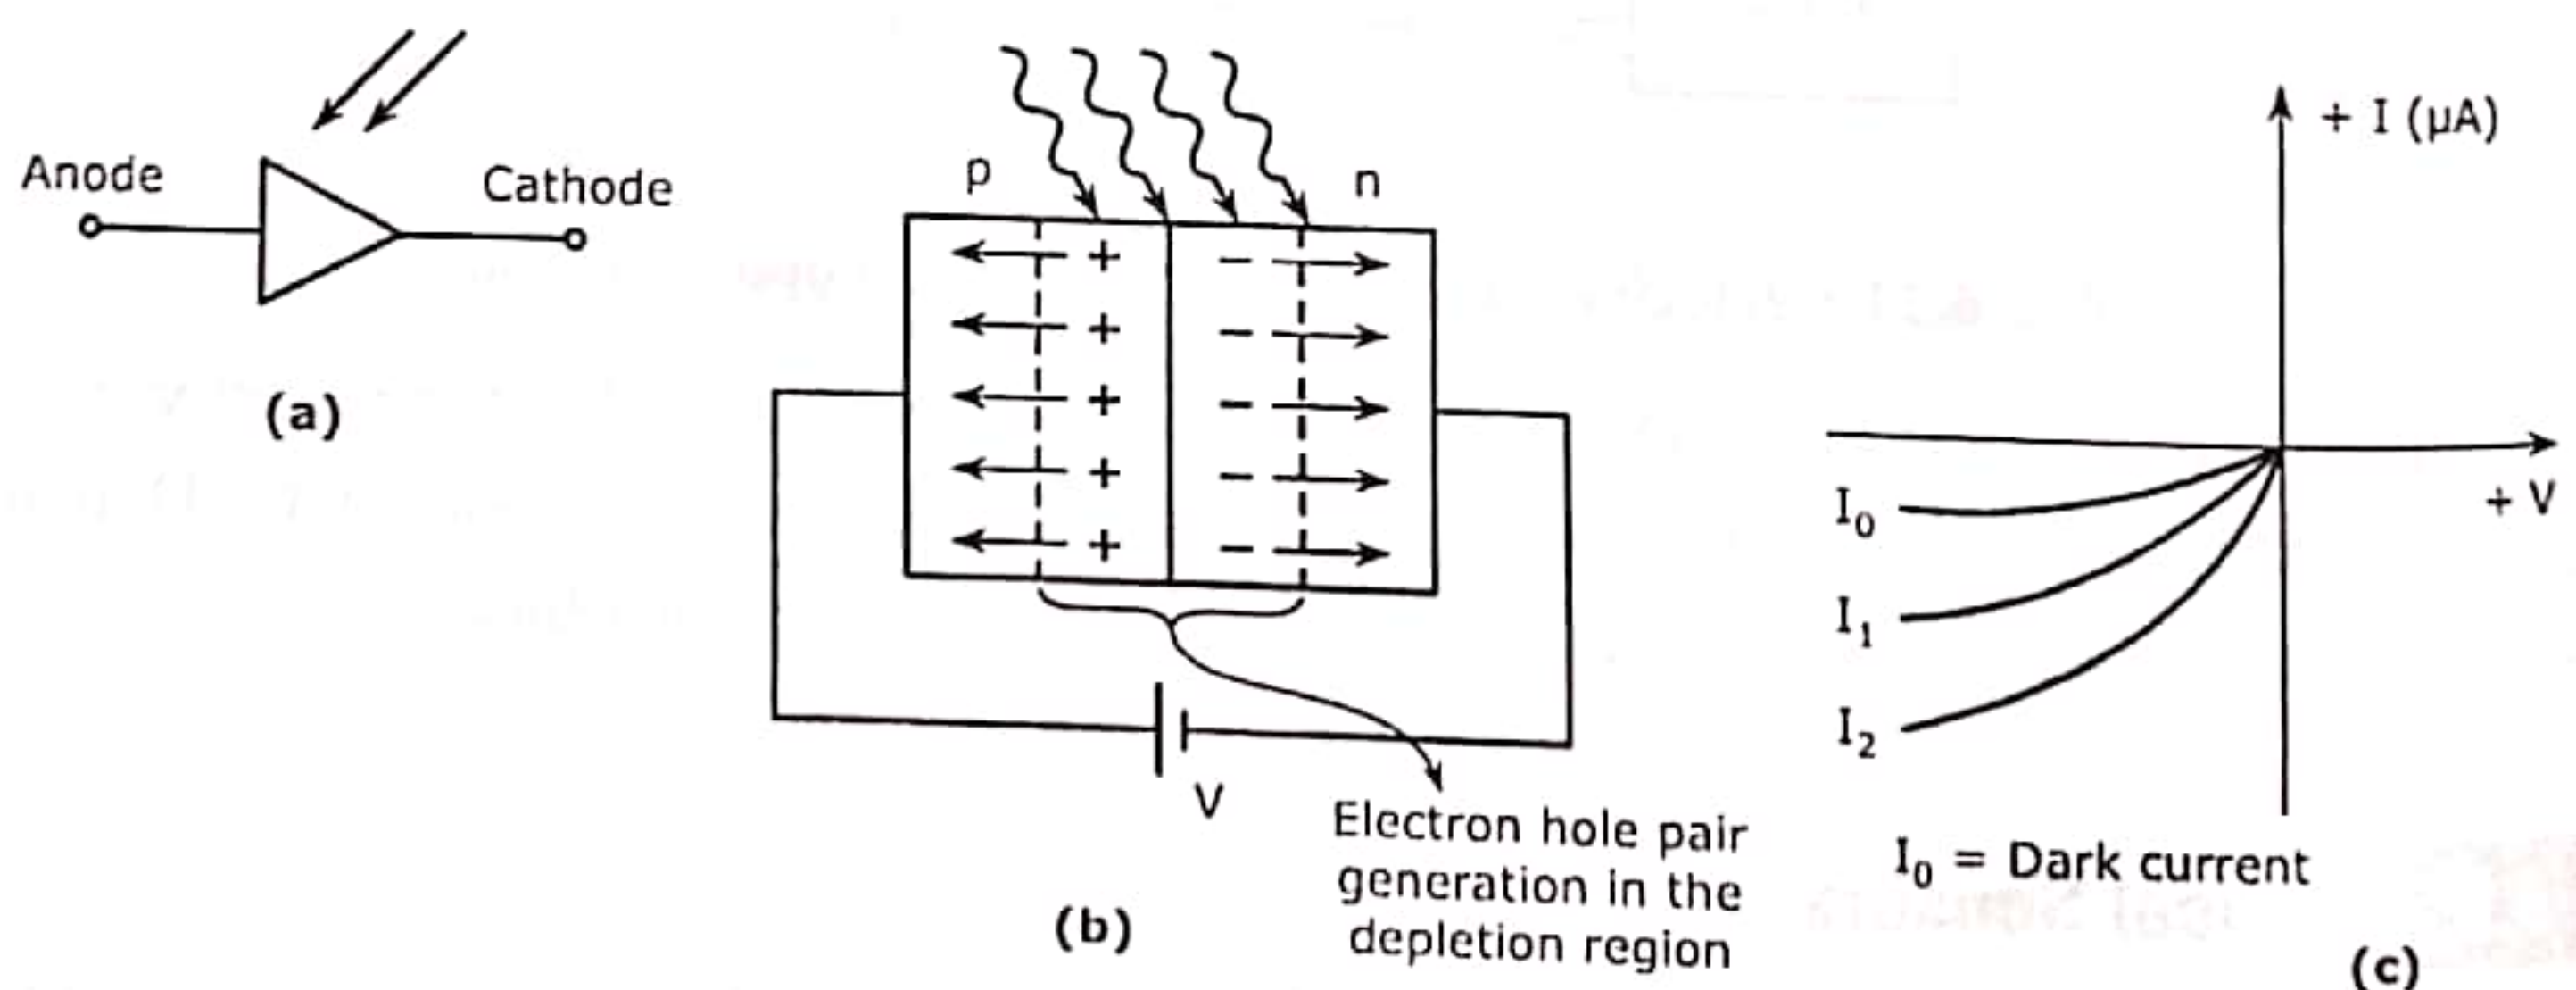 Anode
Cathode
(a)
p
n
+ + + + +
− − − − −
V
Electron hole pair
generation in the
depletion region
(b)
+ I (μA)
+ V
I₀
I₁
I₂
I₀ = Dark current
(c)